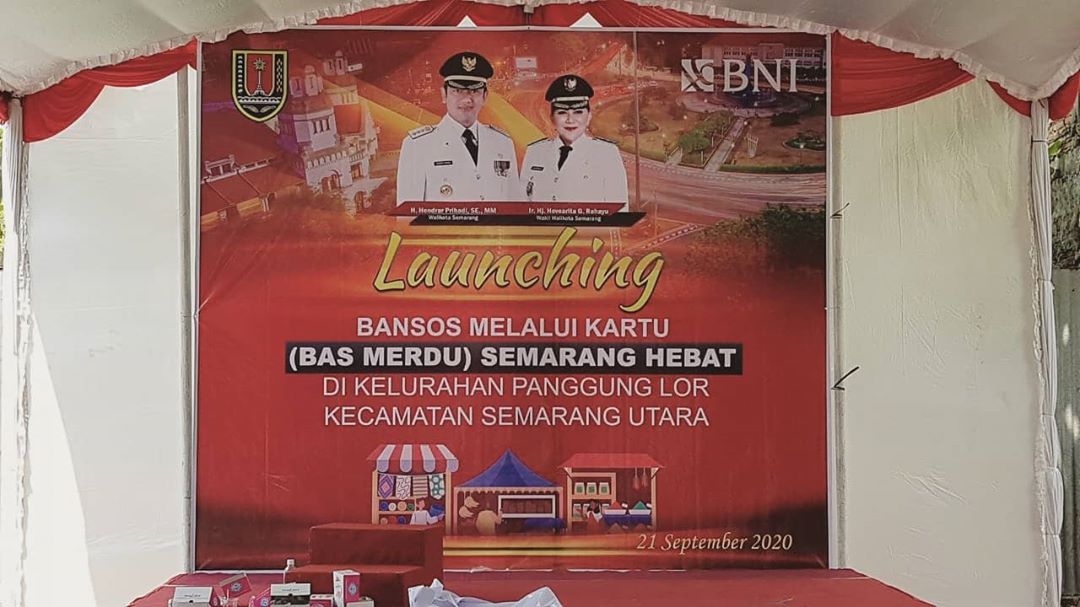 BNI
H. Hendrar Prihadi, SE., MM
Walikota Semarang
Ir. Hj. Hevearita G. Rahayu
Wakil Walikota Semarang
Launching
BANSOS MELALUI KARTU
(BAS MERDU) SEMARANG HEBAT
DI KELURAHAN PANGGUNG LOR
KECAMATAN SEMARANG UTARA
21 September 2020